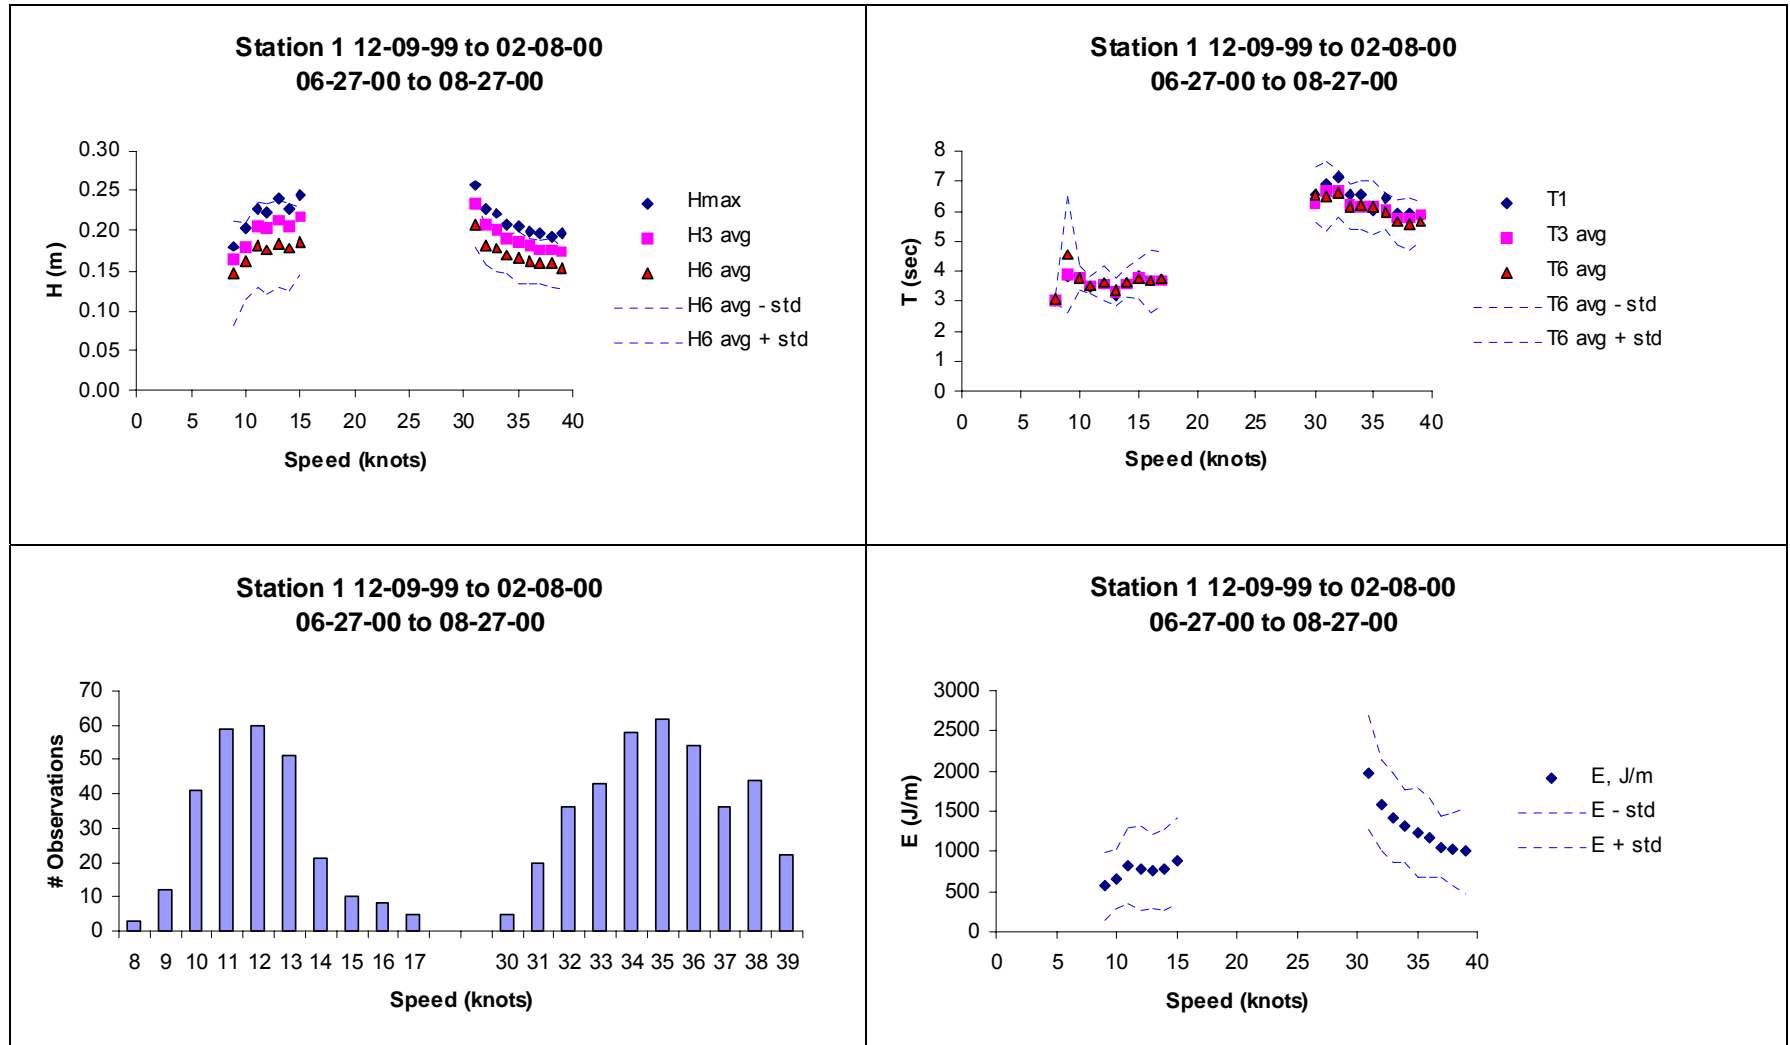 Station 1 12-09-99 to 02-08-00
06-27-00 to 08-27-00
H (m)
0.30
0.25
0.20
0.15
0.10
0.05
0.00
0 5 10 15 20 25 30 35 40
Speed (knots)
Hmax
H3 avg
H6 avg
H6 avg - std
H6 avg + std
Station 1 12-09-99 to 02-08-00
06-27-00 to 08-27-00
T (sec)
8
7
6
5
4
3
2
1
0
0 5 10 15 20 25 30 35 40
Speed (knots)
T1
T3 avg
T6 avg
T6 avg - std
T6 avg + std
Station 1 12-09-99 to 02-08-00
06-27-00 to 08-27-00
# Observations
70
60
50
40
30
20
10
0
8 9 10 11 12 13 14 15 16 17 30 31 32 33 34 35 36 37 38 39
Speed (knots)
Station 1 12-09-99 to 02-08-00
06-27-00 to 08-27-00
E (J/m)
3000
2500
2000
1500
1000
500
0
0 5 10 15 20 25 30 35 40
Speed (knots)
E, J/m
E - std
E + std